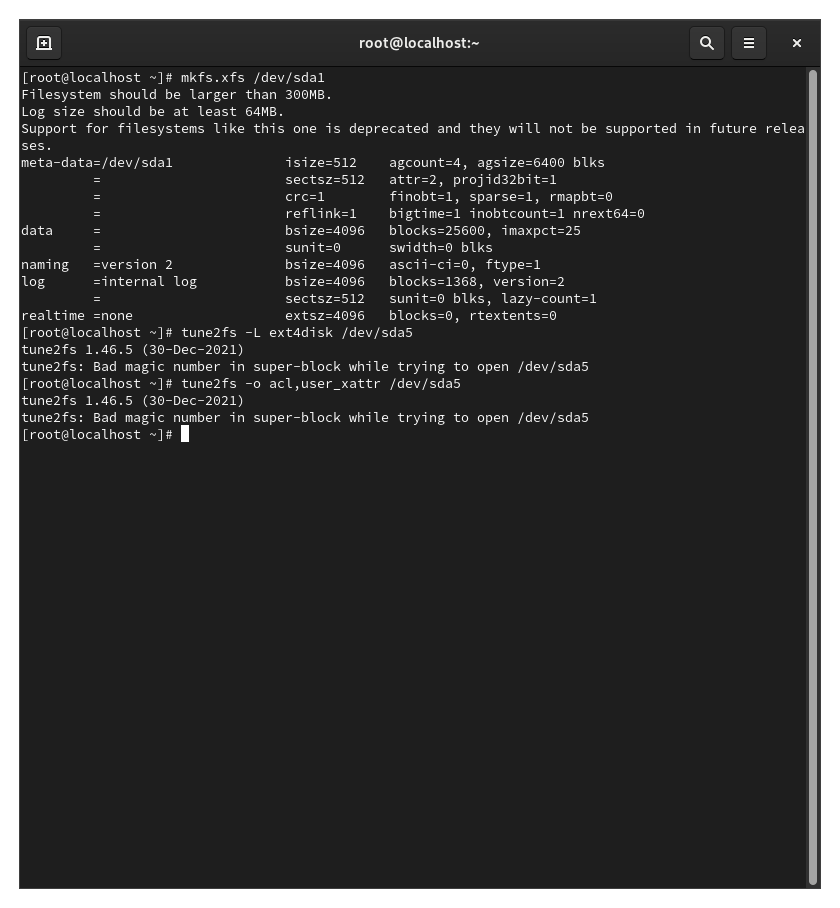 root@localhost:~
[root@localhost ~]# mkfs.xfs /dev/sda1
Filesystem should be larger than 300MB.
Log size should be at least 64MB.
Support for filesystems like this one is deprecated and they will not be supported in future relea
ses.
meta-data=/dev/sda1              isize=512    agcount=4, agsize=6400 blks
         =                       sectsz=512   attr=2, projid32bit=1
         =                       crc=1        finobt=1, sparse=1, rmapbt=0
         =                       reflink=1    bigtime=1 inobtcount=1 nrext64=0
data     =                       bsize=4096   blocks=25600, imaxpct=25
         =                       sunit=0      swidth=0 blks
naming   =version 2              bsize=4096   ascii-ci=0, ftype=1
log      =internal log           bsize=4096   blocks=1368, version=2
         =                       sectsz=512   sunit=0 blks, lazy-count=1
realtime =none                   extsz=4096   blocks=0, rtextents=0
[root@localhost ~]# tune2fs -L ext4disk /dev/sda5
tune2fs 1.46.5 (30-Dec-2021)
tune2fs: Bad magic number in super-block while trying to open /dev/sda5
[root@localhost ~]# tune2fs -o acl,user_xattr /dev/sda5
tune2fs 1.46.5 (30-Dec-2021)
tune2fs: Bad magic number in super-block while trying to open /dev/sda5
[root@localhost ~]#